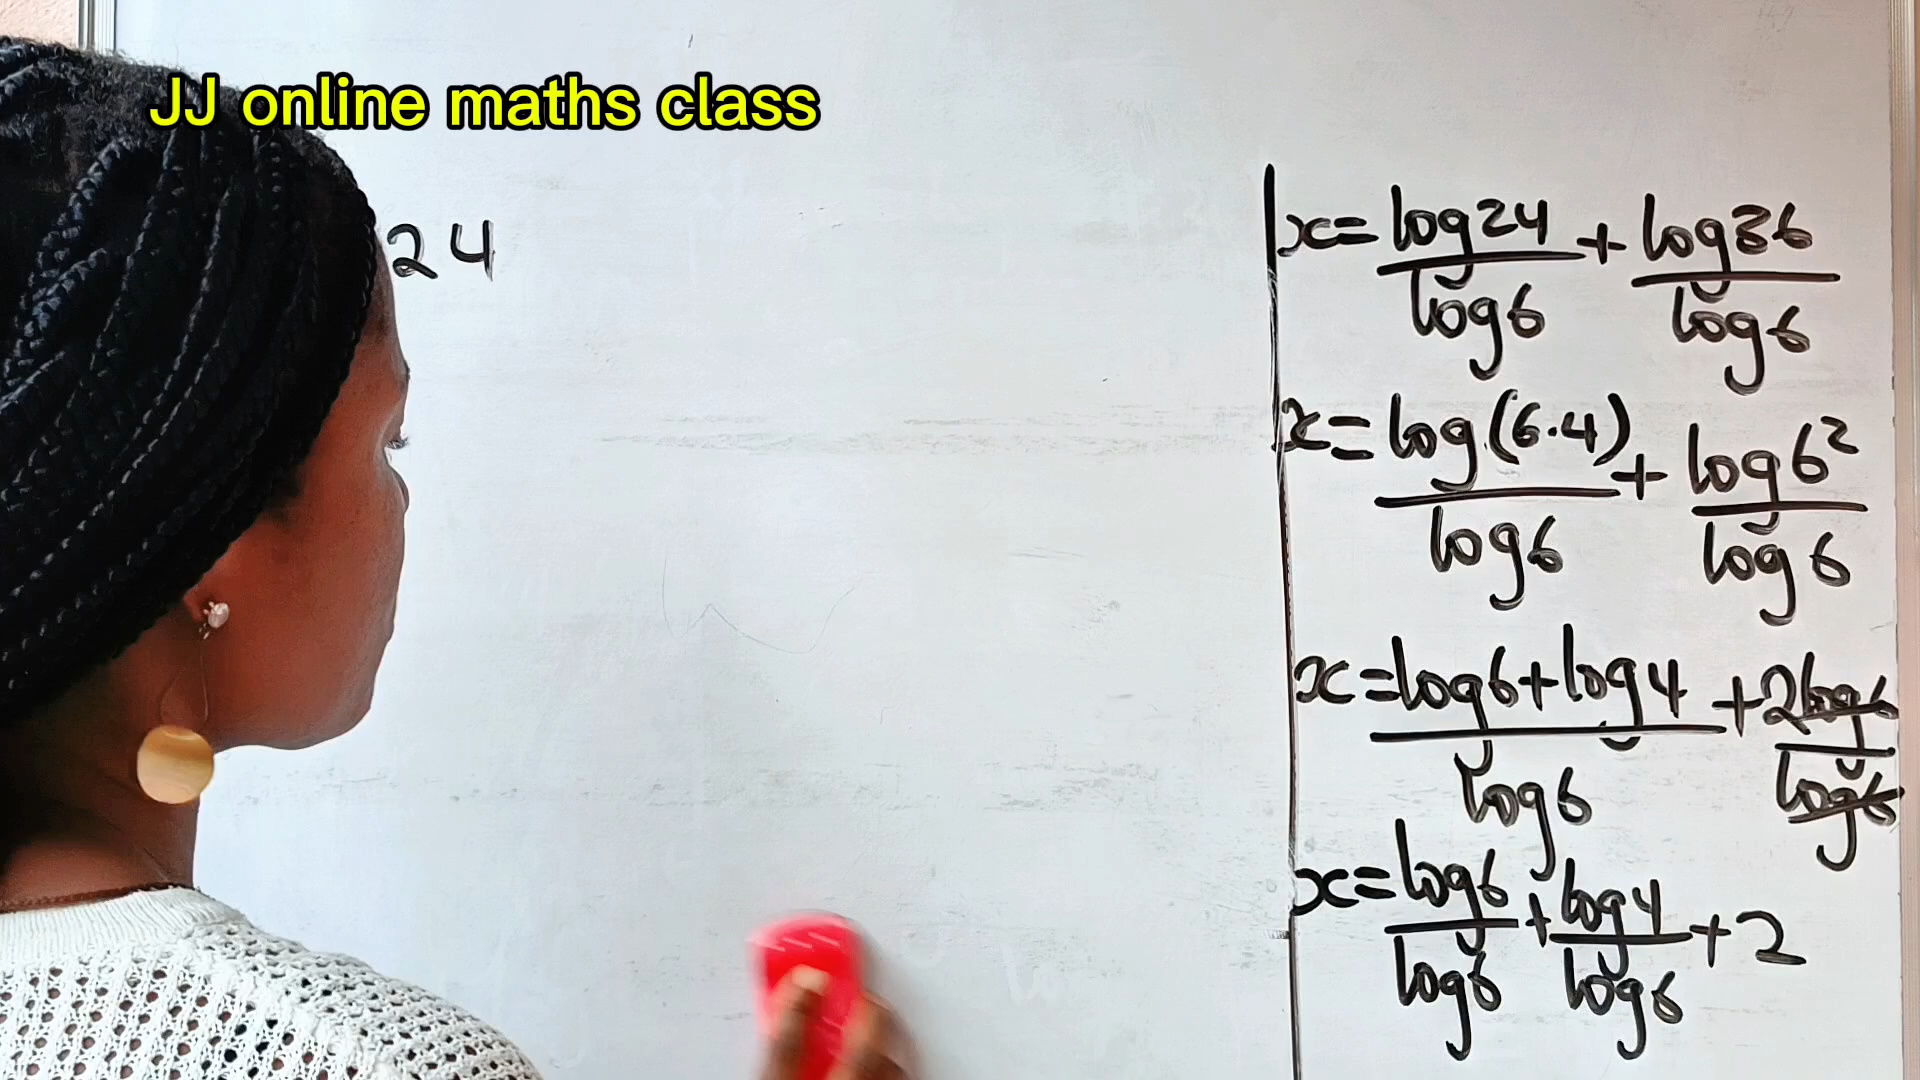 JJ online maths class
24
x = log24/log6 + log36/log6
x = log(6.4)/log6 + log6²/log6
x = log6+log4/log6 + 2log6/log6
x = log6/log6 + log4/log6 + 2